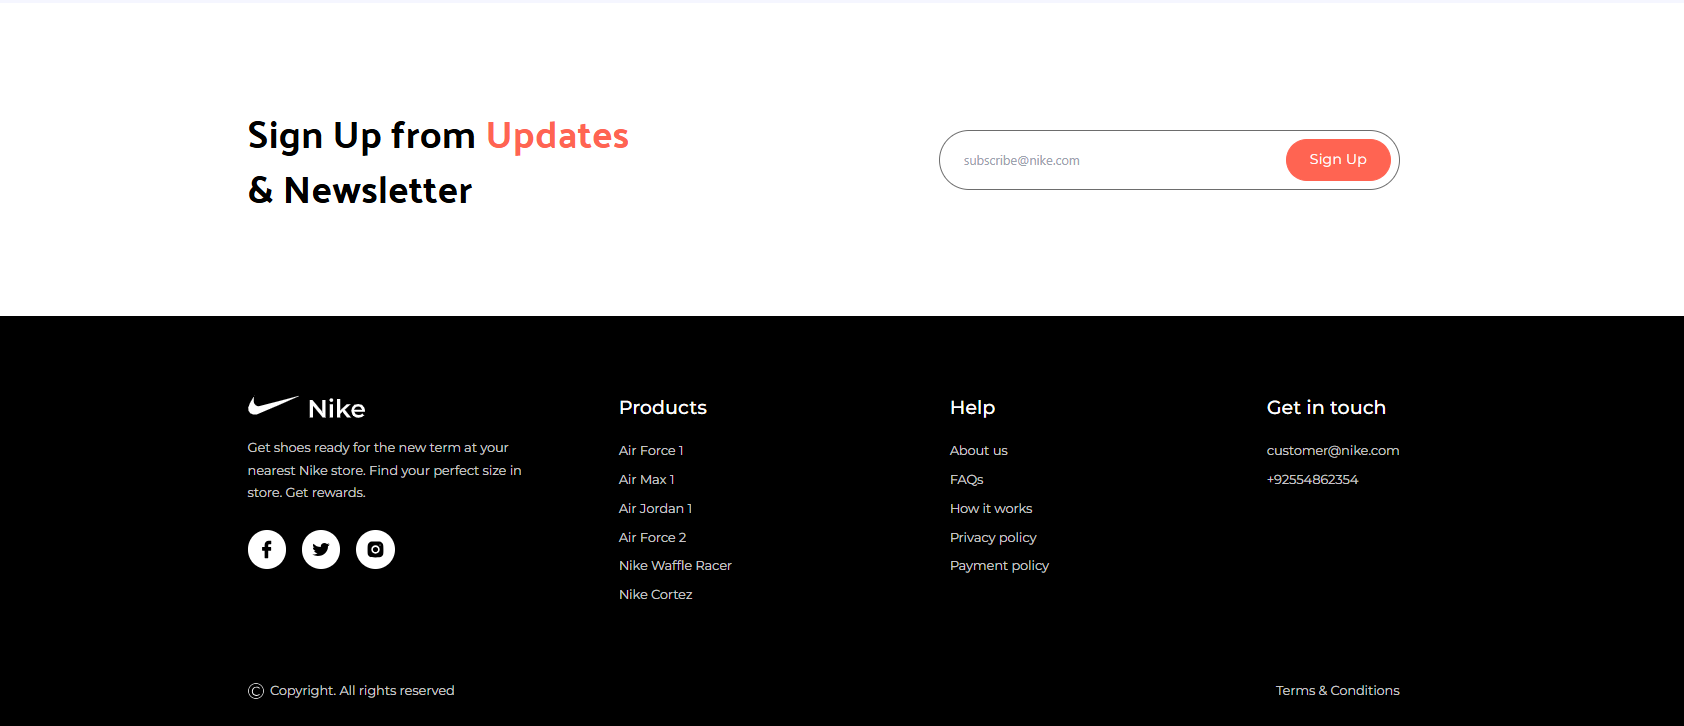 Sign Up from Updates
& Newsletter
subscribe@nike.com
Sign Up
Nike
Get shoes ready for the new term at your
nearest Nike store. Find your perfect size in
store. Get rewards.
Products
Air Force 1
Air Max 1
Air Jordan 1
Air Force 2
Nike Waffle Racer
Nike Cortez
Help
About us
FAQs
How it works
Privacy policy
Payment policy
Get in touch
customer@nike.com
+92554862354
© Copyright. All rights reserved
Terms & Conditions